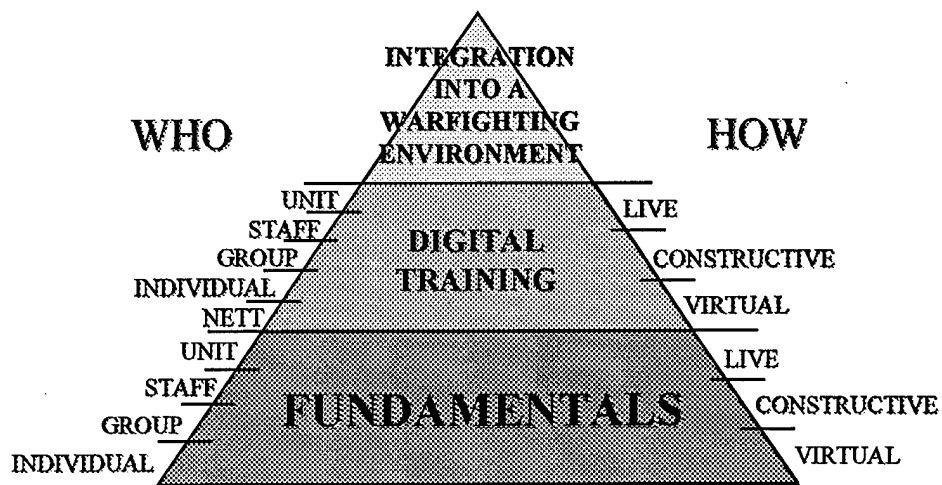 INTEGRATION
INTO A
WARFIGHTING
ENVIRONMENT
WHO
HOW
UNIT
STAFF
GROUP
INDIVIDUAL
NETT
DIGITAL
TRAINING
LIVE
CONSTRUCTIVE
VIRTUAL
UNIT
STAFF
GROUP
INDIVIDUAL
FUNDAMENTALS
LIVE
CONSTRUCTIVE
VIRTUAL